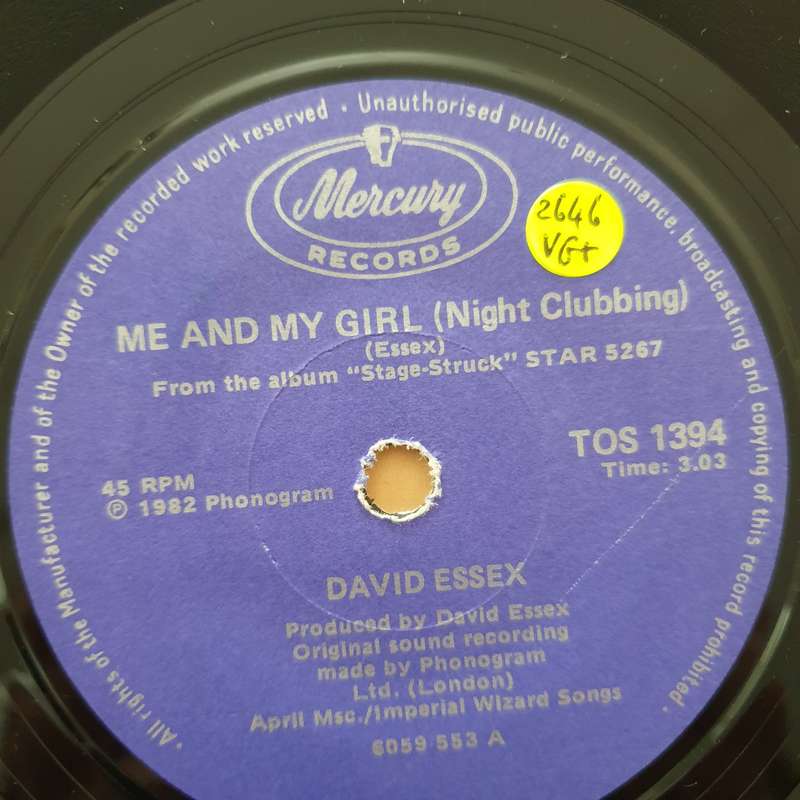 · All rights of the Manufacturer and of the Owner of the recorded work reserved · Unauthorised public performance, broadcasting and copying of this record prohibited ·
Mercury
RECORDS
2646
VG+
ME AND MY GIRL (Night Clubbing)
(Essex)
From the album "Stage-Struck" STAR 5267
TOS 1394
Time: 3.03
45 RPM
℗ 1982 Phonogram
DAVID ESSEX
Produced by David Essex
Original sound recording
made by Phonogram
Ltd. (London)
April Msc./Imperial Wizard Songs
6059 553 A